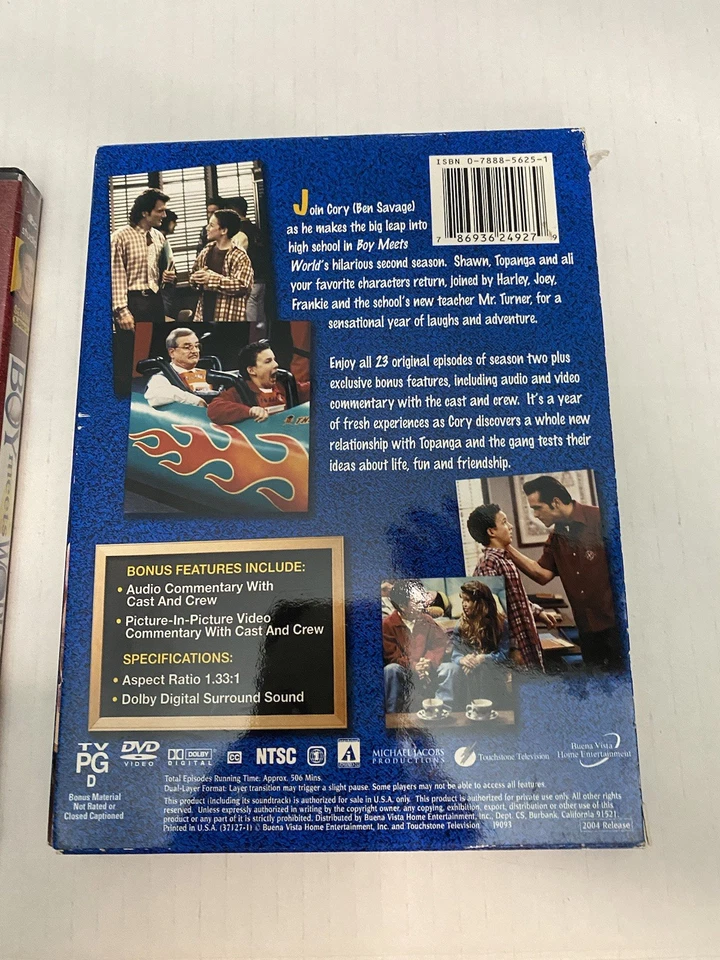 ISBN 0-7888-5625-1
7 86936 24927 9
Join Cory (Ben Savage)
as he makes the big leap into
high school in Boy Meets
World's hilarious second season. Shawn, Topanga and all
your favorite characters return, joined by Harley, Joey,
Frankie and the school's new teacher Mr. Turner, for a
sensational year of laughs and adventure.
Enjoy all 23 original episodes of season two plus
exclusive bonus features, including audio and video
commentary with the cast and crew. It's a year
of fresh experiences as Cory discovers a whole new
relationship with Topanga and the gang tests their
ideas about life, fun and friendship.
BONUS FEATURES INCLUDE:
• Audio Commentary With
Cast And Crew
• Picture-In-Picture Video
Commentary With Cast And Crew
SPECIFICATIONS:
• Aspect Ratio 1.33:1
• Dolby Digital Surround Sound
TV
PG
D
Bonus Material
Not Rated or
Closed Captioned
DVD
VIDEO
DOLBY
DIGITAL
CC
NTSC
MICHAEL JACOBS
PRODUCTIONS
Touchstone Television
Buena Vista
Home Entertainment
Total Episodes Running Time: Approx. 506 Mins.
Dual-Layer Format: Layer transition may trigger a slight pause. Some players may not be able to access all features.
This product (including its soundtracks) is authorized for sale in U.S.A. only. This product is authorized for private use only. All other rights
reserved. Unless expressly authorized in writing by the copyright owner, any copying, exhibition, export, distribution or other use of this
product or any part of it is strictly prohibited. Distributed by Buena Vista Home Entertainment, Inc., Dept. CS, Burbank, California 91521.
Printed in U.S.A. (37127-1) © Buena Vista Home Entertainment, Inc. and Touchstone Television 19093
2004 Release
BOY meets